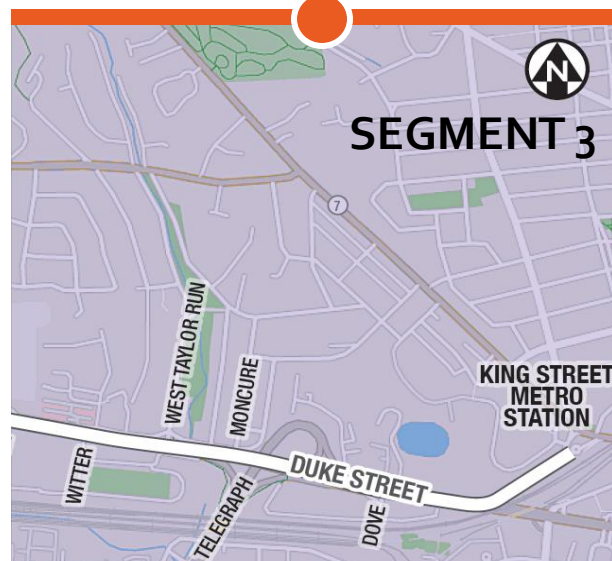 N
SEGMENT 3
7
WEST TAYLOR RUN
MONCURE
KING STREET
METRO
STATION
WITTER
TELEGRAPH
DUKE STREET
DOVE